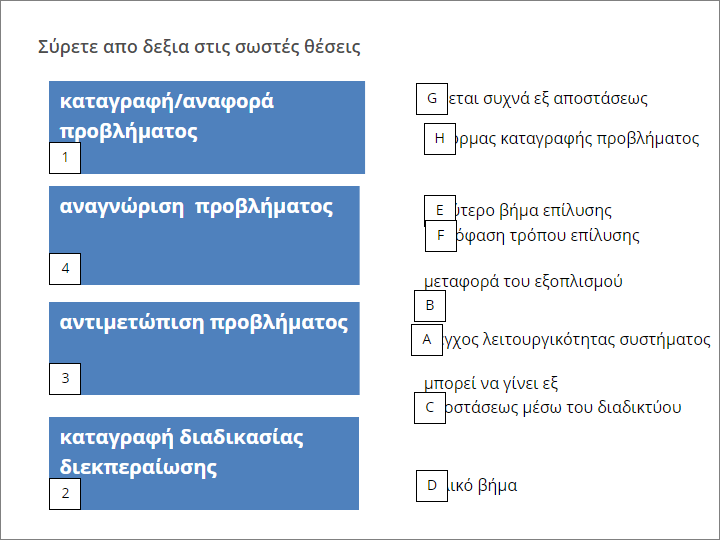 Σύρετε απο δεξια στις σωστές θέσεις
καταγραφή/αναφορά
προβλήματος
1
αναγνώριση προβλήματος
4
αντιμετώπιση προβλήματος
3
καταγραφή διαδικασίας
διεκπεραίωσης
2
G εται συχνά εξ αποστάσεως
H ορμας καταγραφής προβλήματος
E ύτερο βήμα επίλυσης
F όφαση τρόπου επίλυσης
μεταφορά του εξοπλισμού
B
A γχος λειτουργικότητας συστήματος
μπορεί να γίνει εξ
C οστάσεως μέσω του διαδικτύου
D ικό βήμα